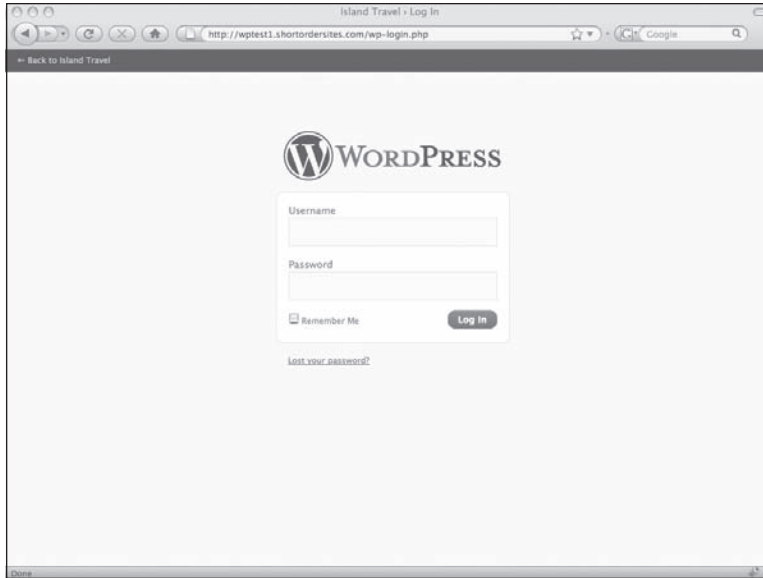 Island Travel › Log In
http://wptest1.shortordersites.com/wp-login.php
Google
← Back to Island Travel
WORDPRESS
Username
Password
Remember Me
Log In
Lost your password?
Done